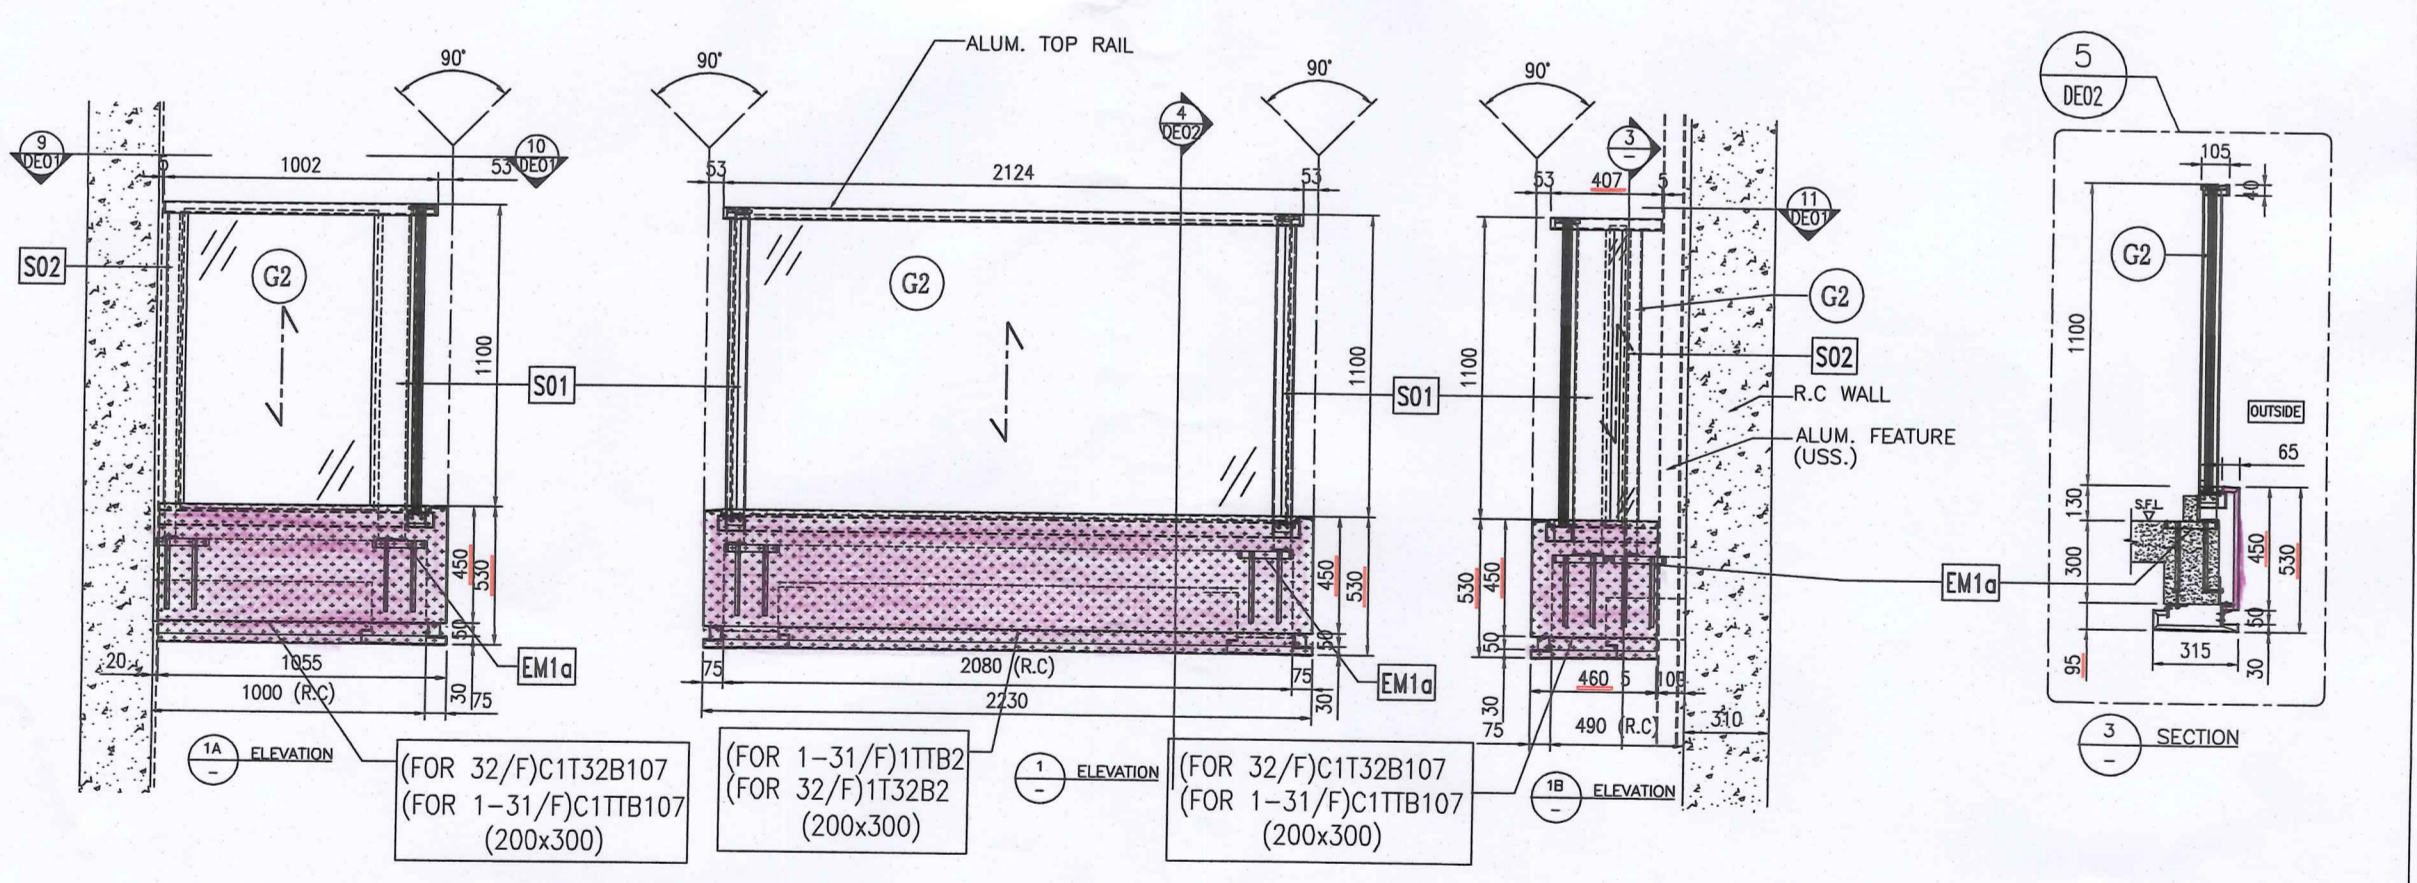 90°
90°
ALUM. TOP RAIL
90°
90°
5
DE02
9
DE01
5
1002
53
10
DE01
53
2124
4
DE02
53
53
407
5
3
-
11
DE01
105
40
S02
G2
1100
S01
G2
1100
S01
1100
G2
S02
R.C WALL
ALUM. FEATURE
(USS.)
G2
1100
OUTSIDE
65
130
S.F.L
300
450
530
50
95
315
30
450
530
50
20
1055
1000 (R.C)
30
75
EM1a
450
530
50
75
2080 (R.C)
75
2230
30
EM1a
530
450
50
30
75
460
5
490 (R.C)
310
EM1a
1A
-
ELEVATION
(FOR 32/F)C1T32B107
(FOR 1-31/F)C1TTB107
(200x300)
(FOR 1-31/F)1TTB2
(FOR 32/F)1T32B2
(200x300)
1
-
ELEVATION
(FOR 32/F)C1T32B107
(FOR 1-31/F)C1TTB107
(200x300)
1B
-
ELEVATION
3
-
SECTION